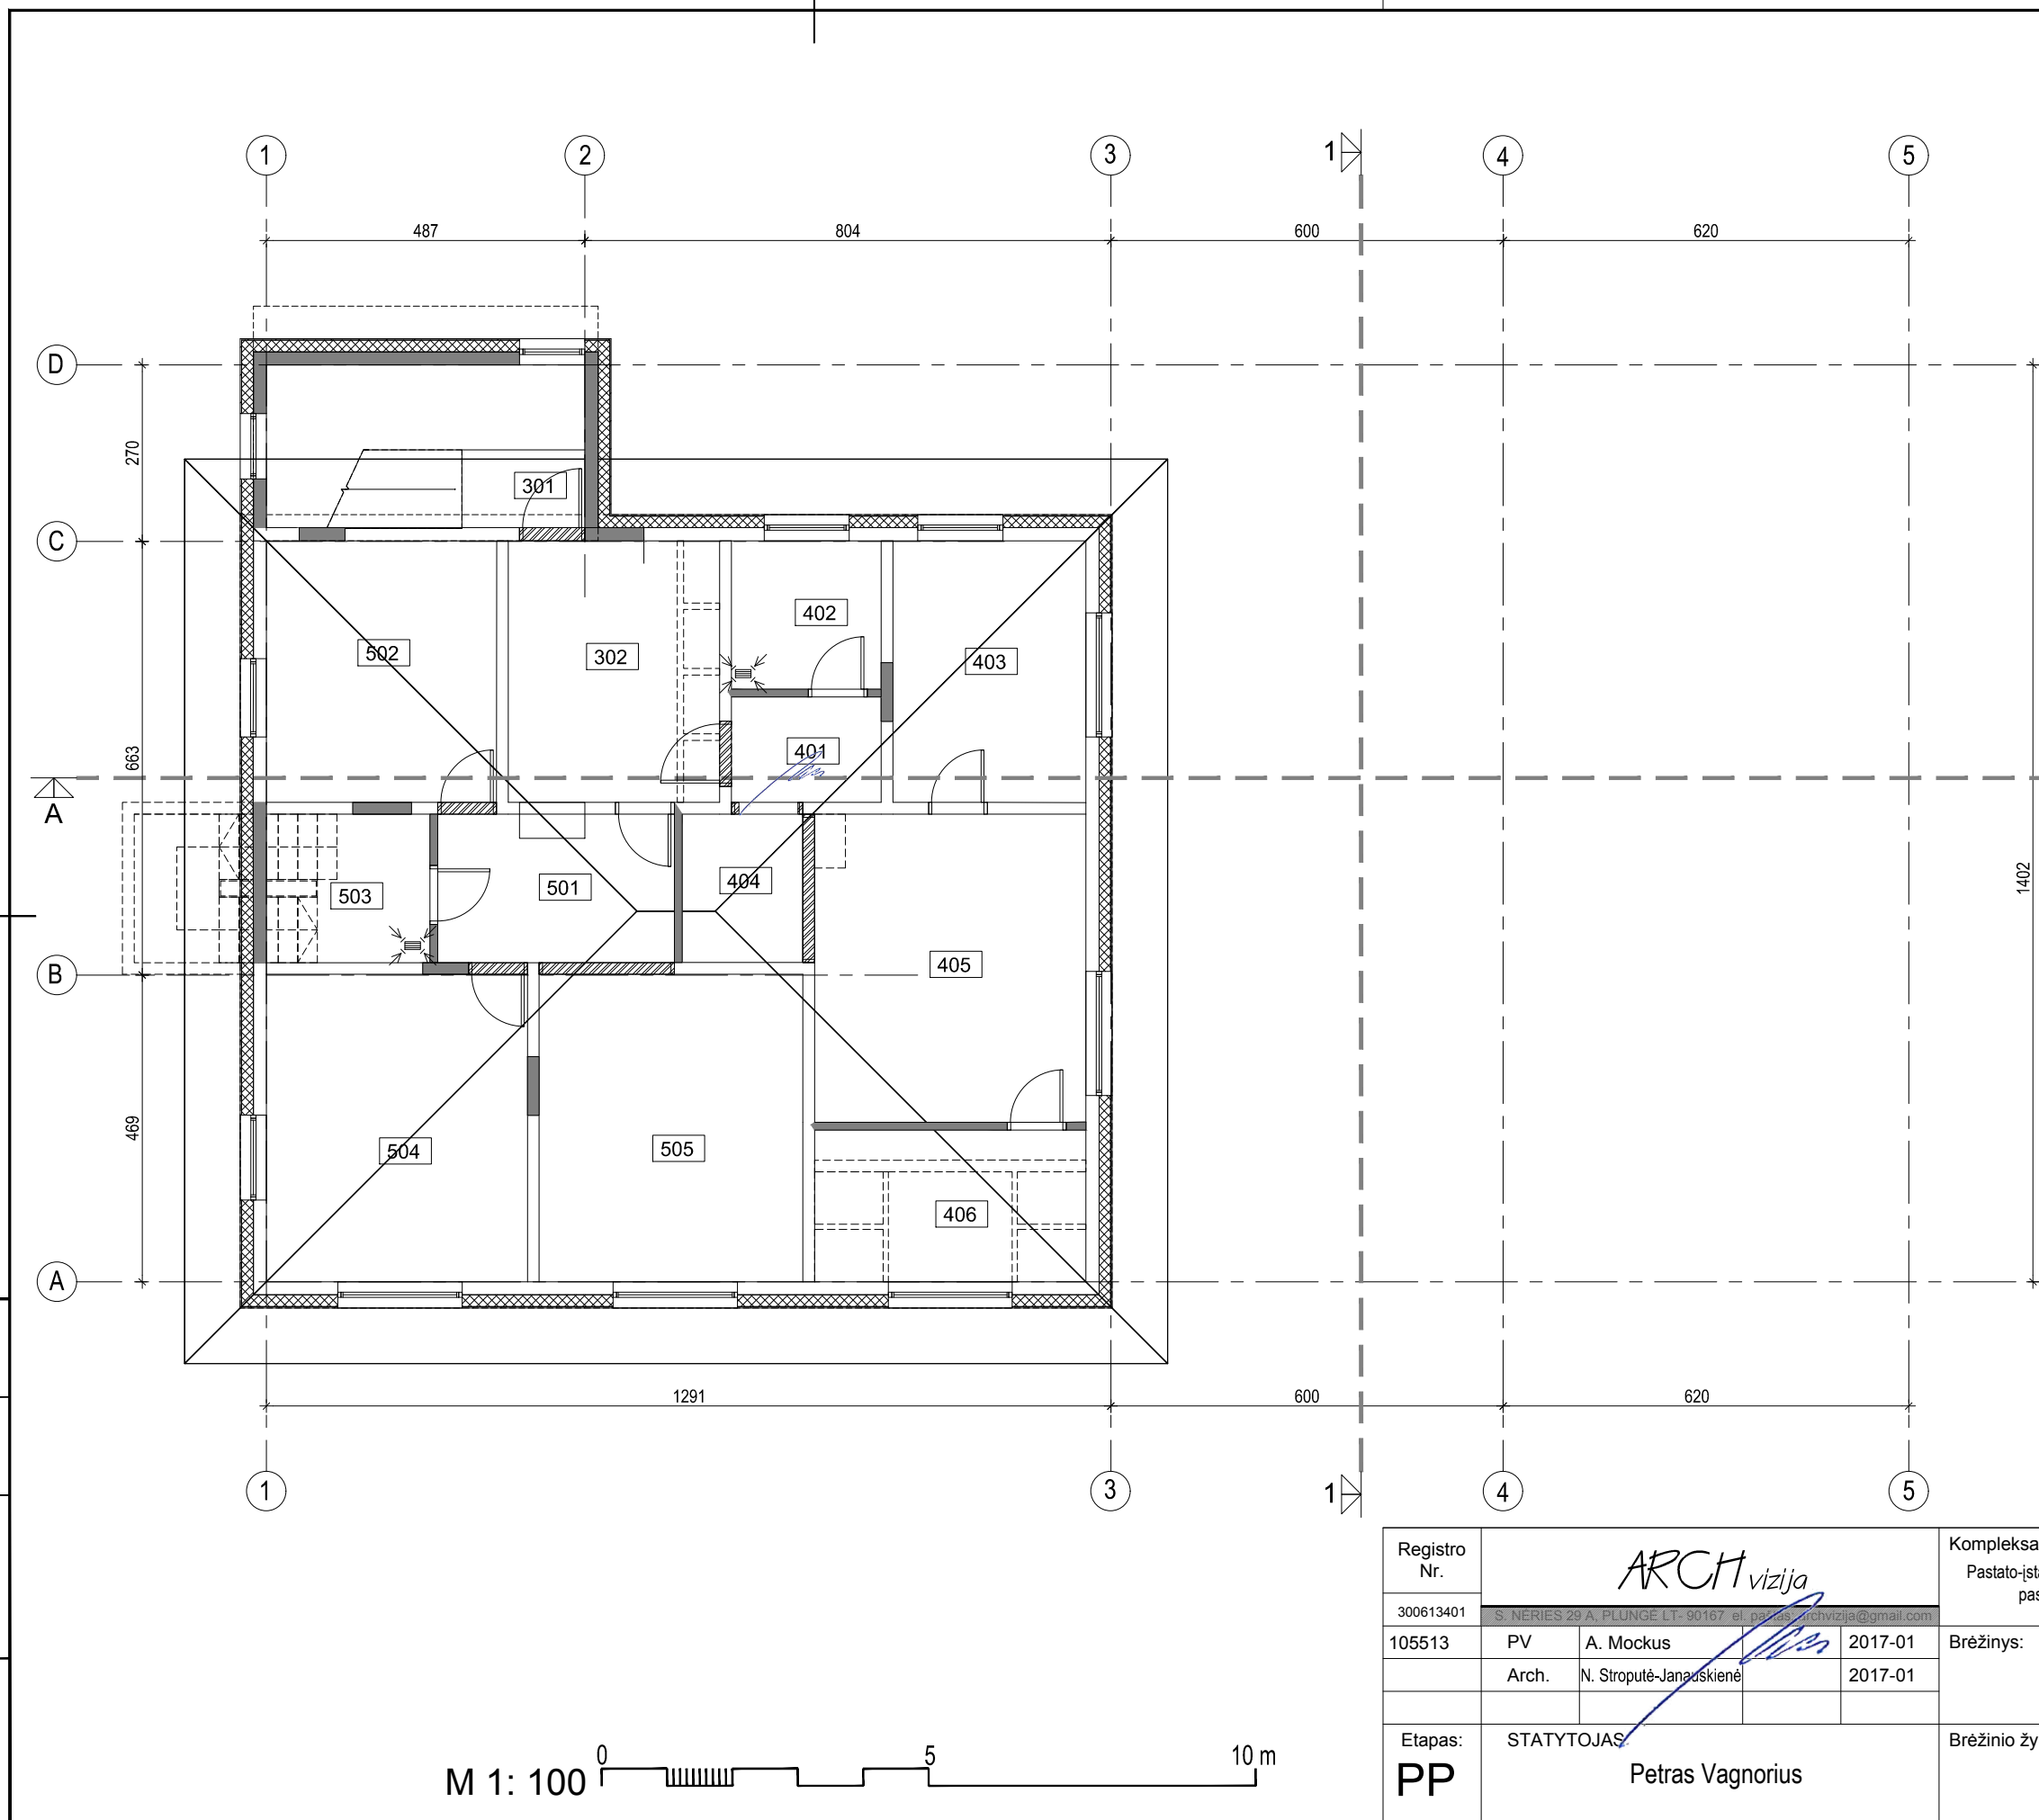 1 2 3 1 4 5
487 804 600 620
D
270
301
C
402
502 302 403
663
401
A
1402
503 501 404
B
405
469
504 505
406
A
1291 600 620
1 3 1 4 5
Registro
Nr.
ARCH vizija
Kompleksa
Pastato-įsta
pas
300613401
S. NĖRIES 29 A, PLUNGĖ LT- 90167 el. paštas: archvizija@gmail.com
105513 PV A. Mockus 2017-01 Brėžinys:
Arch. N. Stroputė-Janauskienė 2017-01
Etapas: STATYTOJAS: Brėžinio žy
PP Petras Vagnorius
M 1: 100 0 5 10 m